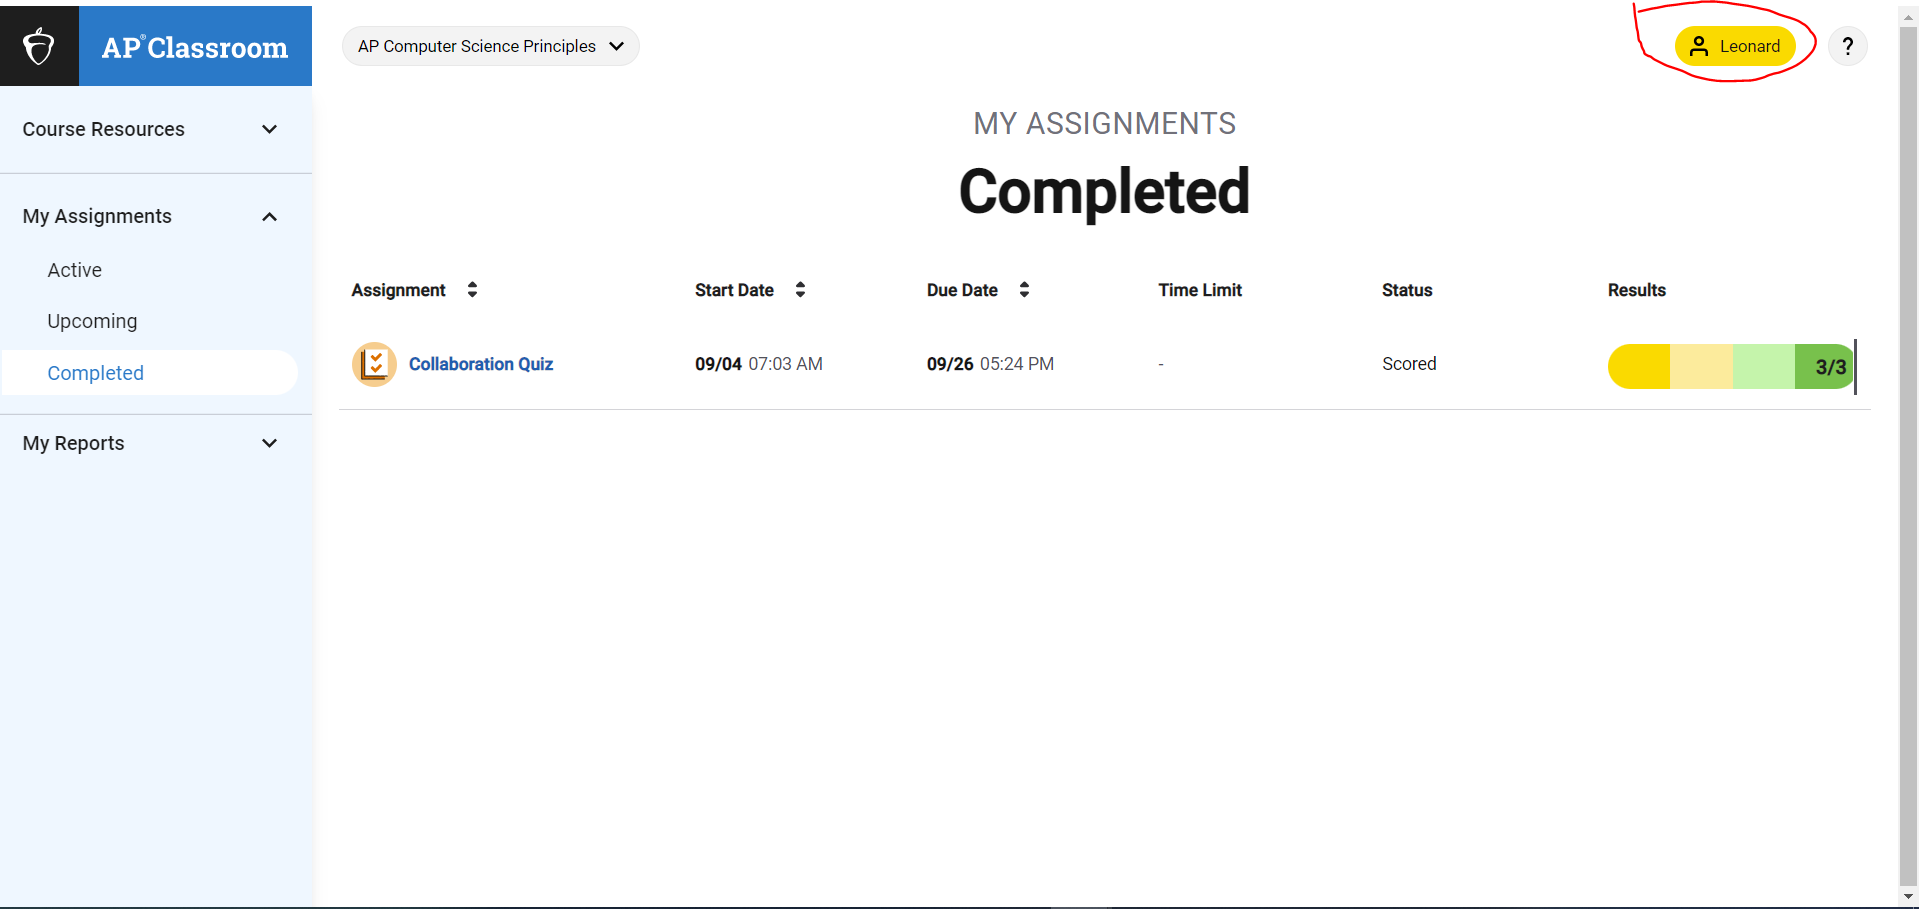 AP® Classroom
AP Computer Science Principles
Leonard
?
Course Resources
My Assignments
Active
Upcoming
Completed
My Reports
MY ASSIGNMENTS
Completed
Assignment Start Date Due Date Time Limit Status Results
Collaboration Quiz 09/04 07:03 AM 09/26 05:24 PM - Scored 3/3